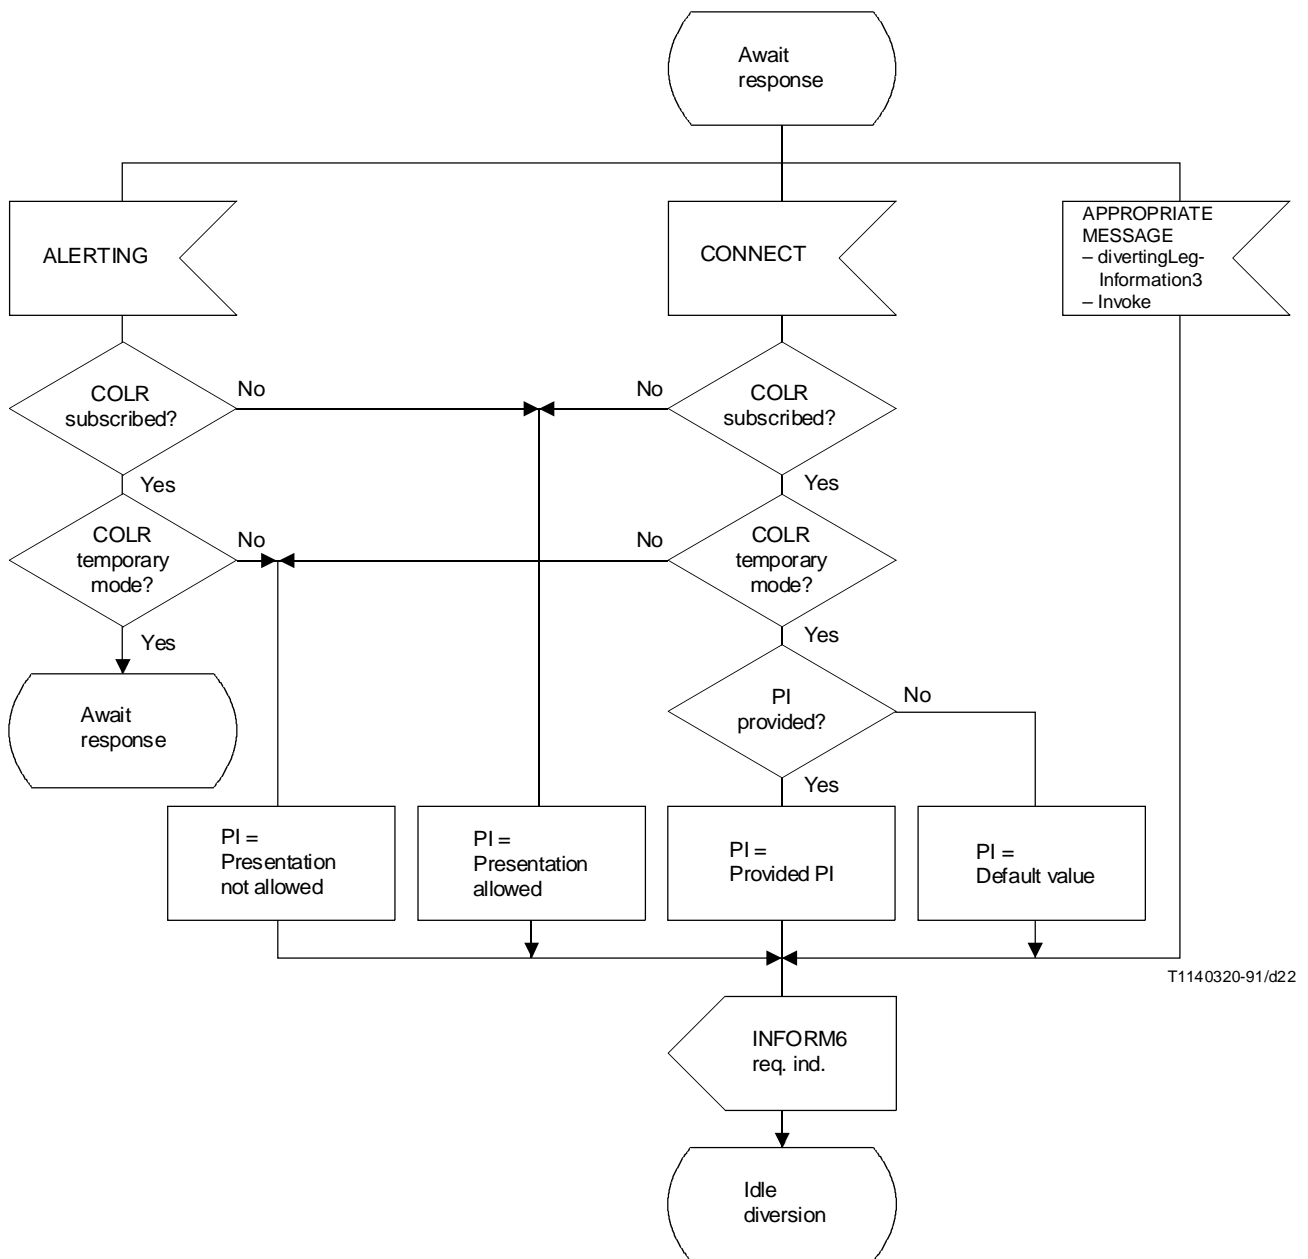 Await
response
ALERTING
CONNECT
APPROPRIATE
MESSAGE
– divertingLeg-
Information3
– Invoke
COLR
subscribed?
No
No
COLR
subscribed?
Yes
Yes
COLR
temporary
mode?
No
No
COLR
temporary
mode?
Yes
Yes
Await
response
PI
provided?
No
Yes
PI =
Presentation
not allowed
PI =
Presentation
allowed
PI =
Provided PI
PI =
Default value
T1140320-91/d22
INFORM6
req. ind.
Idle
diversion